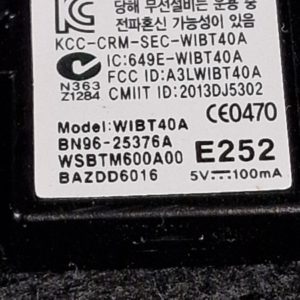 당해 무선설비는 운용 중
전파혼신 가능성이 있음
KCC-CRM-SEC-WIBT40A
IC:649E-WIBT40A
FCC ID:A3LWIBT40A
N363
Z1284
CMIIT ID:2013DJ5302
CE0470
Model:WIBT40A
BN96-25376A
WSBTM600A00
E252
BAZDD6016
5V⎓100mA